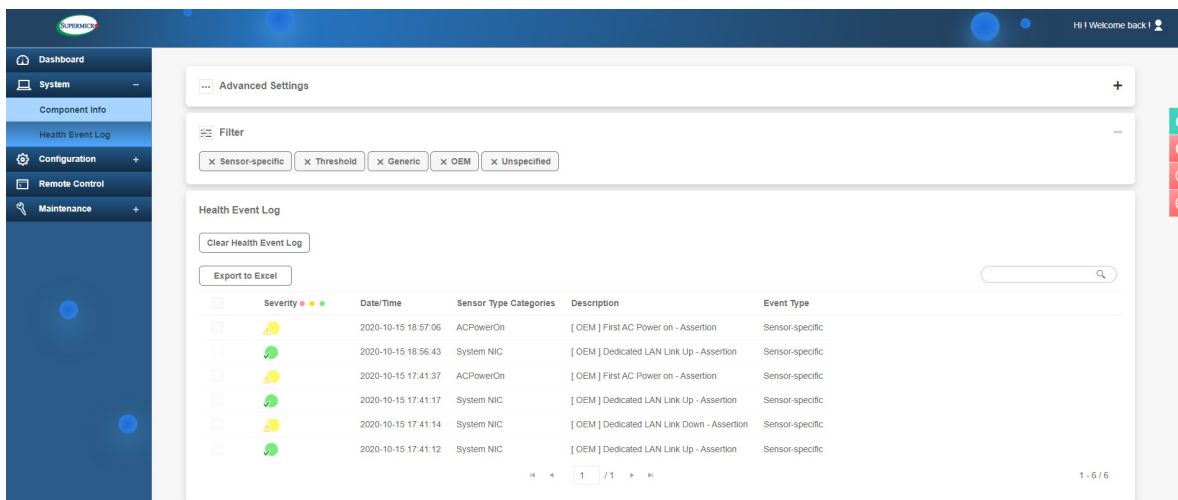 SUPERMICR
Hi ! Welcome back !
Dashboard
System −
Component Info
Health Event Log
Configuration +
Remote Control
Maintenance +
Advanced Settings +
Filter −
× Sensor-specific × Threshold × Generic × OEM × Unspecified
Health Event Log
Clear Health Event Log
Export to Excel
Severity Date/Time Sensor Type Categories Description Event Type
2020-10-15 18:57:06 ACPowerOn [ OEM ] First AC Power on - Assertion Sensor-specific
2020-10-15 18:56:43 System NIC [ OEM ] Dedicated LAN Link Up - Assertion Sensor-specific
2020-10-15 17:41:37 ACPowerOn [ OEM ] First AC Power on - Assertion Sensor-specific
2020-10-15 17:41:17 System NIC [ OEM ] Dedicated LAN Link Up - Assertion Sensor-specific
2020-10-15 17:41:14 System NIC [ OEM ] Dedicated LAN Link Down - Assertion Sensor-specific
2020-10-15 17:41:12 System NIC [ OEM ] Dedicated LAN Link Up - Assertion Sensor-specific
1 / 1 1 - 6 / 6